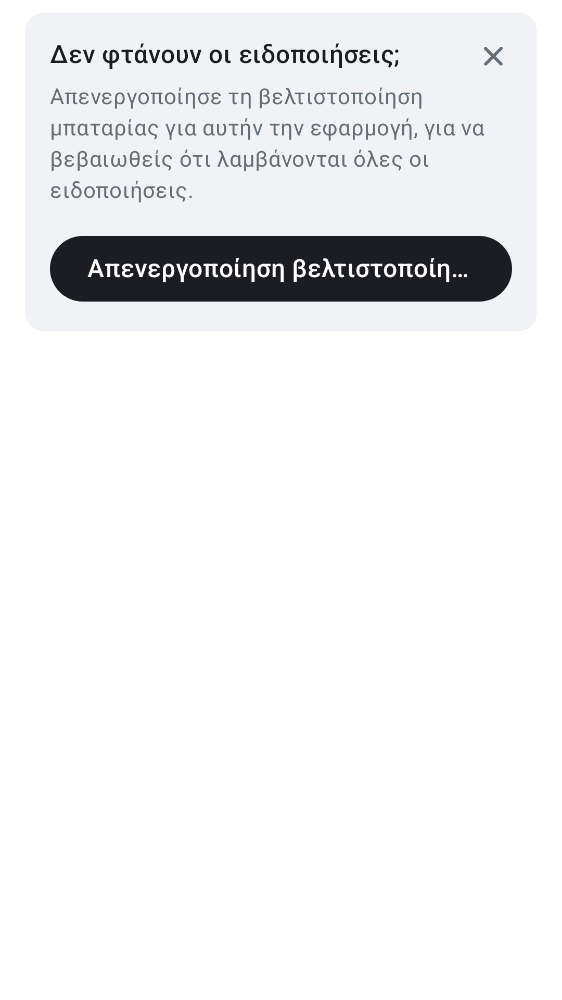 Δεν φτάνουν οι ειδοποιήσεις;
Απενεργοποίησε τη βελτιστοποίηση
μπαταρίας για αυτήν την εφαρμογή, για να
βεβαιωθείς ότι λαμβάνονται όλες οι
ειδοποιήσεις.
Απενεργοποίηση βελτιστοποίη...